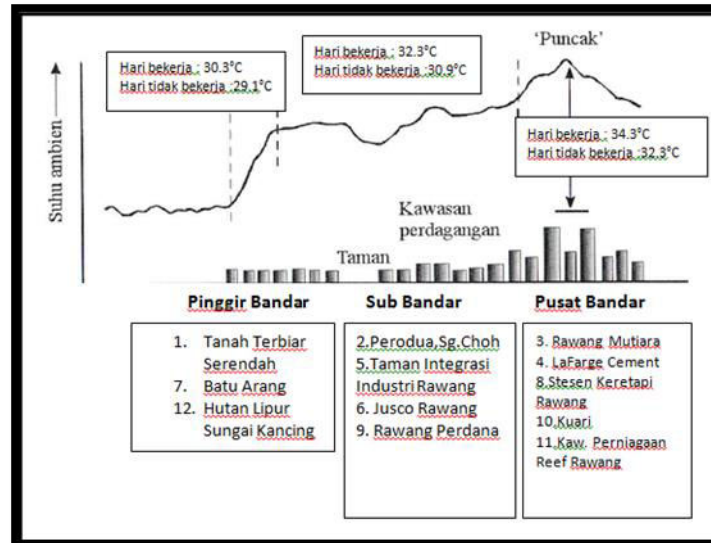 'Puncak'
Hari bekerja : 30.3°C
Hari tidak bekerja :29.1°C
Hari bekerja : 32.3°C
Hari tidak bekerja :30.9°C
Hari bekerja : 34.3°C
Hari tidak bekerja :32.3°C
Suhu ambien
Kawasan
perdagangan
Taman
Pinggir Bandar
Sub Bandar
Pusat Bandar
1. Tanah Terbiar
Serendah
7. Batu Arang
12. Hutan Lipur
Sungai Kancing
2.Perodua,Sg.Choh
5.Taman Integrasi
Industri Rawang
6. Jusco Rawang
9. Rawang Perdana
3. Rawang Mutiara
4. LaFarge Cement
8.Stesen Keretapi
Rawang
10.Kuari
11.Kaw. Perniagaan
Reef Rawang